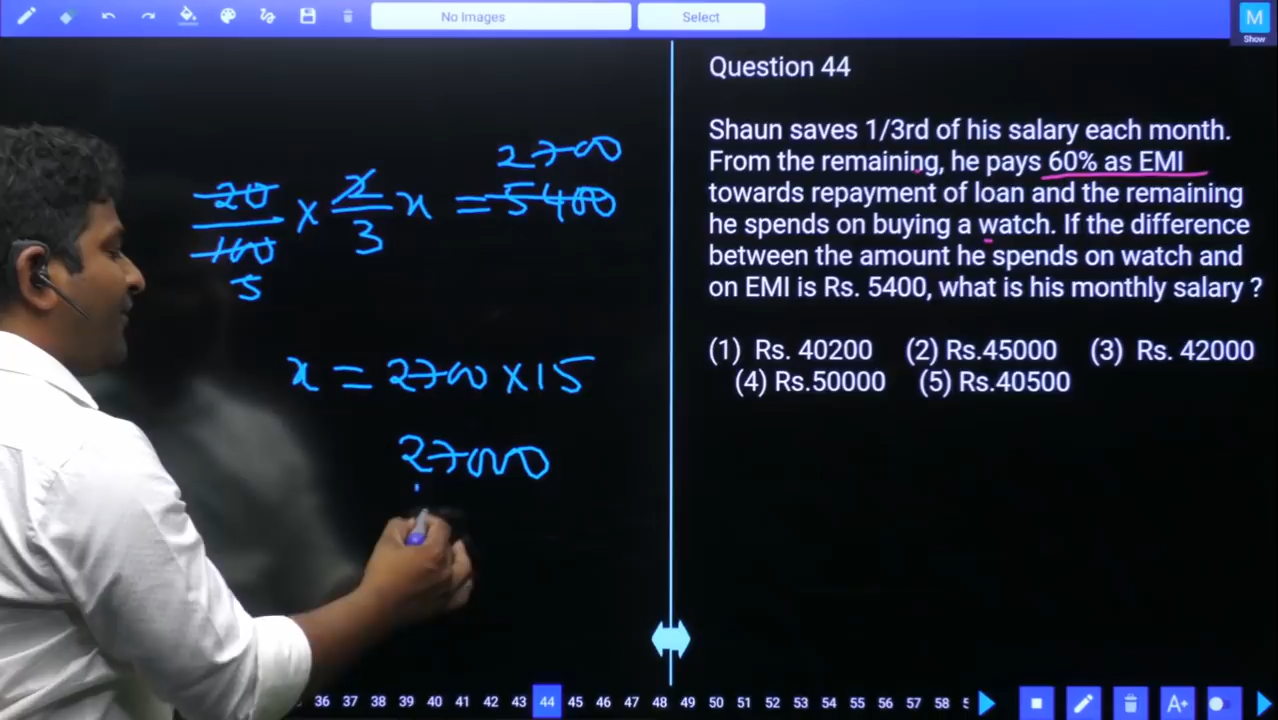 No Images
Select
M
Show
Question 44
Shaun saves 1/3rd of his salary each month.
From the remaining, he pays 60% as EMI
towards repayment of loan and the remaining
he spends on buying a watch. If the difference
between the amount he spends on watch and
on EMI is Rs. 5400, what is his monthly salary ?
(1) Rs. 40200 (2) Rs.45000 (3) Rs. 42000
(4) Rs.50000 (5) Rs.40500
2700
20/100 × 2/3 x = 5400
5
x = 2700 × 15
27000
36 37 38 39 40 41 42 43 44 45 46 47 48 49 50 51 52 53 54 55 56 57 58
A+